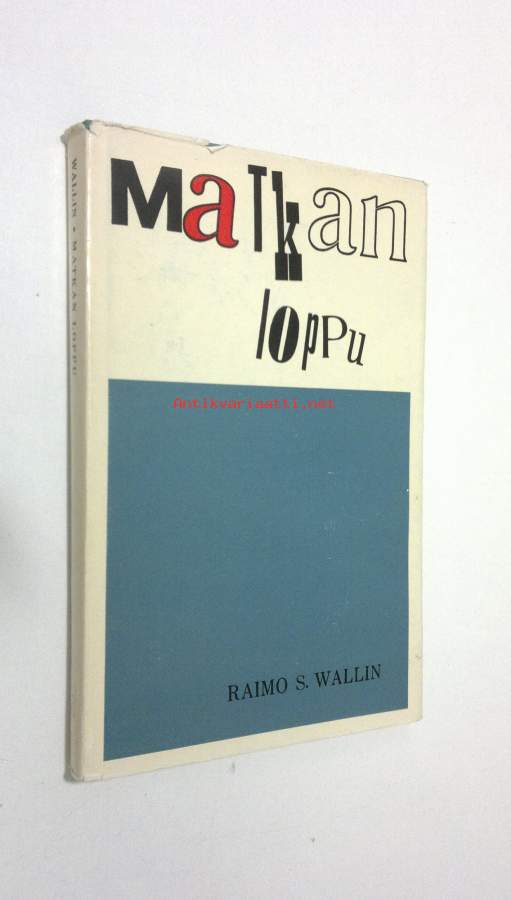 MaTkan
loppu
Antikvariaatti.net
RAIMO S. WALLIN
WALLIN • MATKAN LOPPU